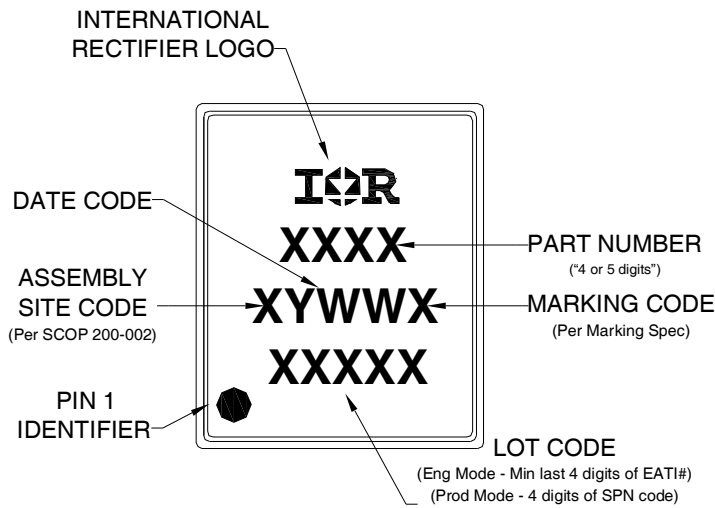 INTERNATIONAL
RECTIFIER LOGO
IOR
DATE CODE
XXXX
PART NUMBER
(“4 or 5 digits”)
ASSEMBLY
SITE CODE
(Per SCOP 200-002)
XYWWX
MARKING CODE
(Per Marking Spec)
XXXXX
PIN 1
IDENTIFIER
LOT CODE
(Eng Mode - Min last 4 digits of EATI#)
(Prod Mode - 4 digits of SPN code)